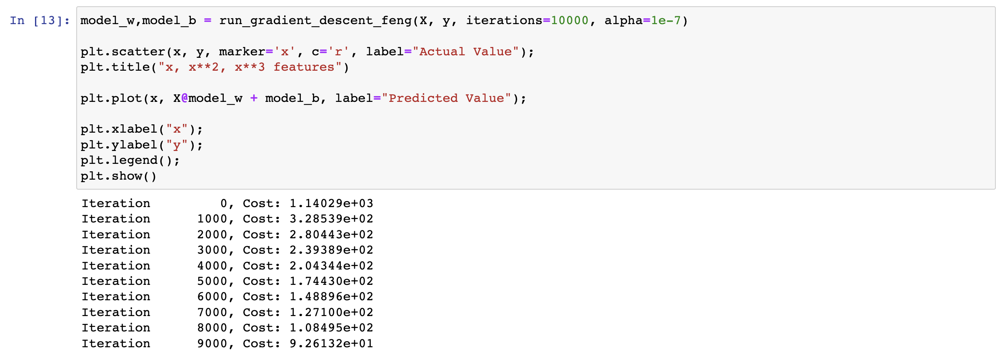 In [13]: model_w,model_b = run_gradient_descent_feng(X, y, iterations=10000, alpha=1e-7)
plt.scatter(x, y, marker='x', c='r', label="Actual Value");
plt.title("x, x**2, x**3 features")
plt.plot(x, X@model_w + model_b, label="Predicted Value");
plt.xlabel("x");
plt.ylabel("y");
plt.legend();
plt.show()
Iteration         0, Cost: 1.14029e+03
Iteration      1000, Cost: 3.28539e+02
Iteration      2000, Cost: 2.80443e+02
Iteration      3000, Cost: 2.39389e+02
Iteration      4000, Cost: 2.04344e+02
Iteration      5000, Cost: 1.74430e+02
Iteration      6000, Cost: 1.48896e+02
Iteration      7000, Cost: 1.27100e+02
Iteration      8000, Cost: 1.08495e+02
Iteration      9000, Cost: 9.26132e+01